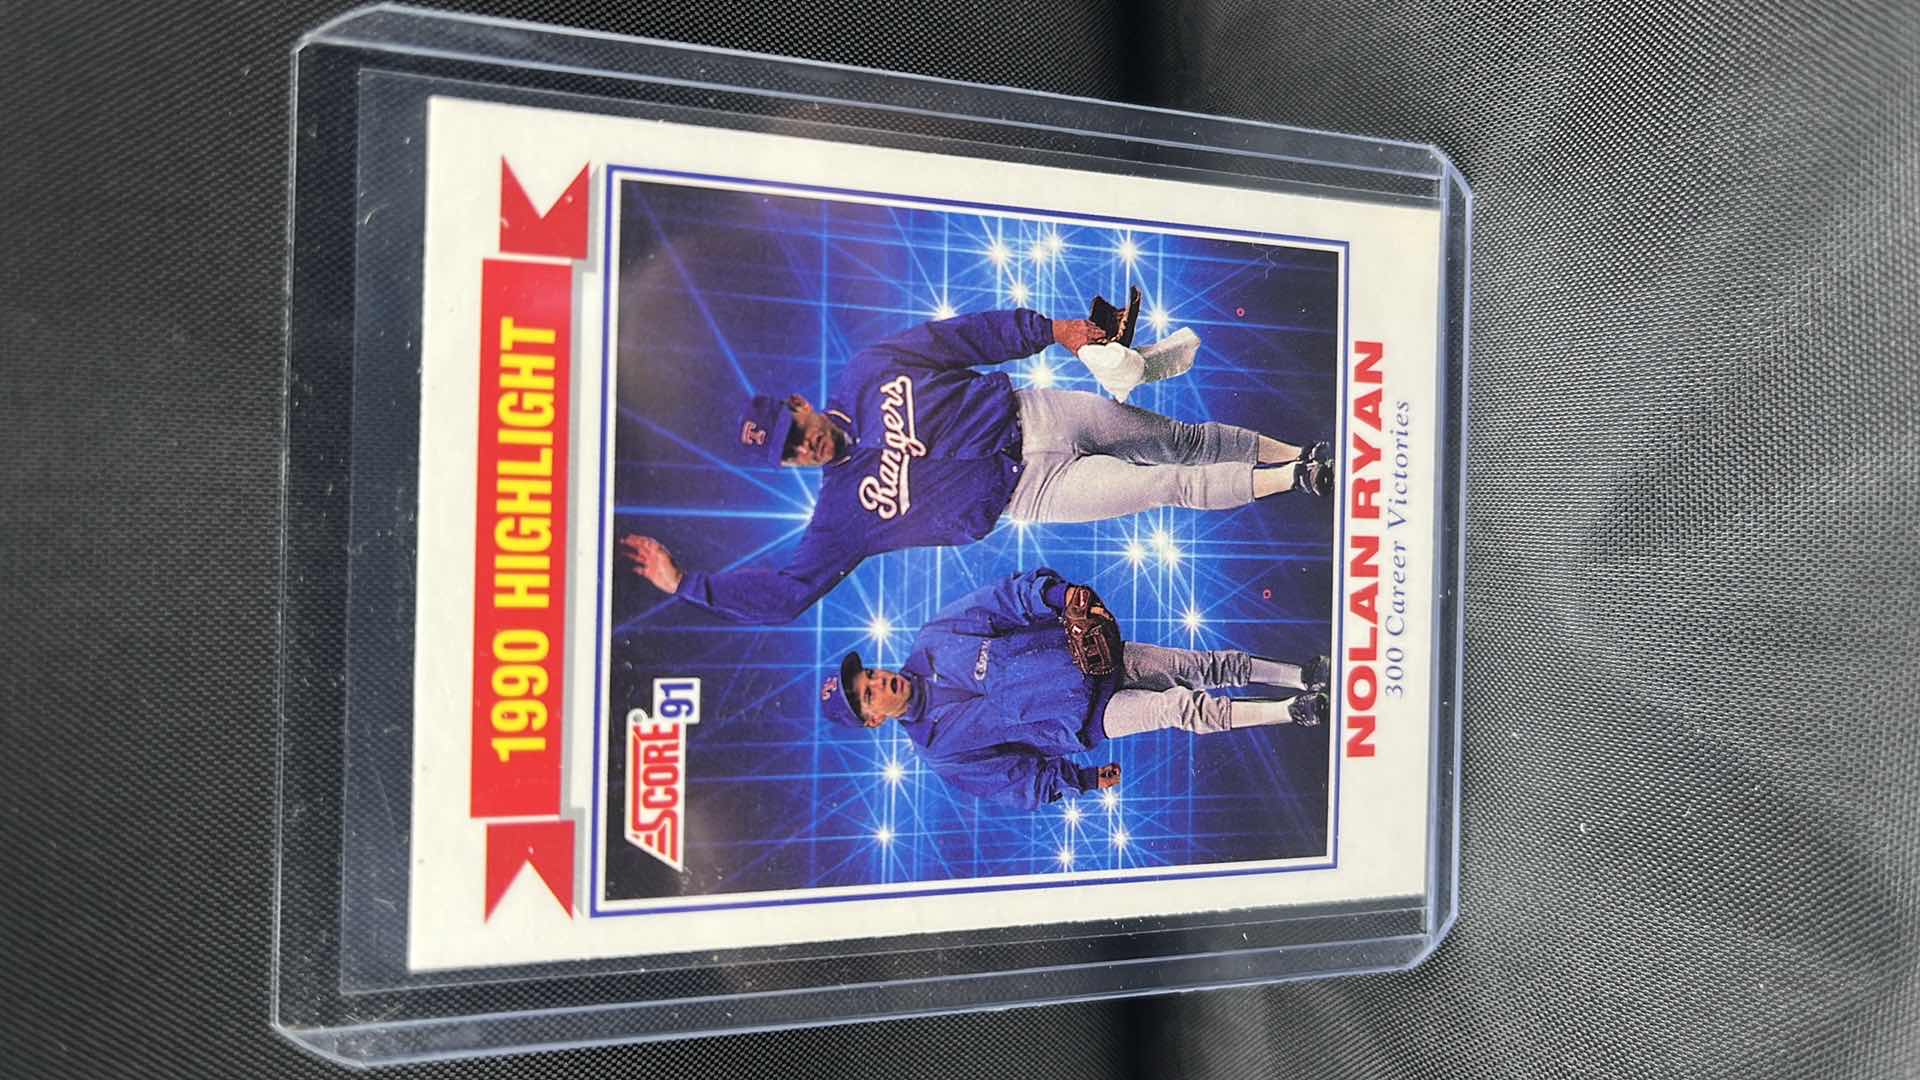 1990 HIGHLIGHT
SCORE®
91
T
Rangers
T
NOLAN RYAN
300 Career Victories